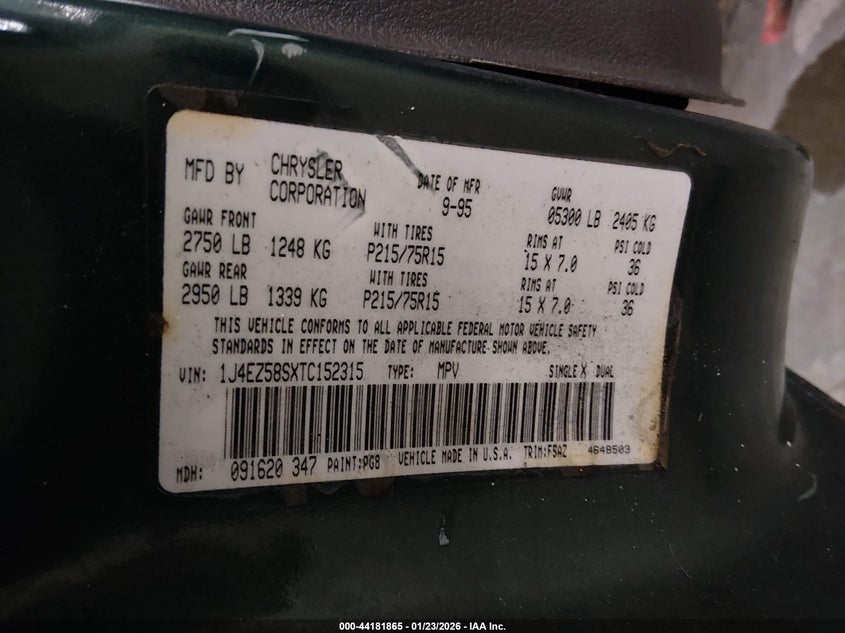 MFD BY CHRYSLER CORPORATION DATE OF MFR 9-95 GVWR 05300 LB 2405 KG
GAWR FRONT WITH TIRES RIMS AT PSI COLD
2750 LB 1248 KG P215/75R15 15 X 7.0 36
GAWR REAR WITH TIRES RIMS AT PSI COLD
2950 LB 1339 KG P215/75R15 15 X 7.0 36
THIS VEHICLE CONFORMS TO ALL APPLICABLE FEDERAL MOTOR VEHICLE SAFETY
STANDARDS IN EFFECT ON THE DATE OF MANUFACTURE SHOWN ABOVE.
VIN: 1J4EZ58SXTC152315 TYPE: MPV SINGLE X DUAL
MDH: 091620 347 PAINT:PG8 VEHICLE MADE IN U.S.A. TRIM:F5AZ 4648503
000-44181865 - 01/23/2026 - IAA Inc.